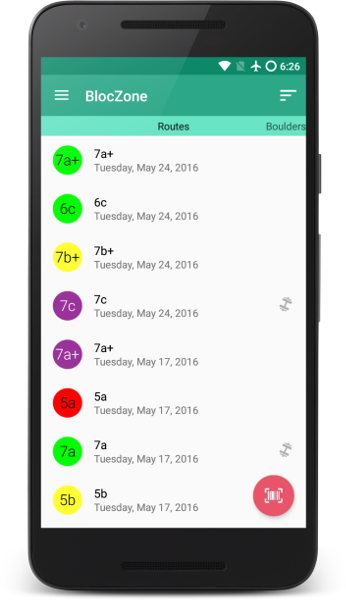 6:26
BlocZone
Routes
Boulders
7a+
7a+
Tuesday, May 24, 2016
6c
6c
Tuesday, May 24, 2016
7b+
7b+
Tuesday, May 24, 2016
7c
7c
Tuesday, May 24, 2016
7a+
7a+
Tuesday, May 17, 2016
5a
5a
Tuesday, May 17, 2016
7a
7a
Tuesday, May 17, 2016
5b
5b
Tuesday, May 17, 2016